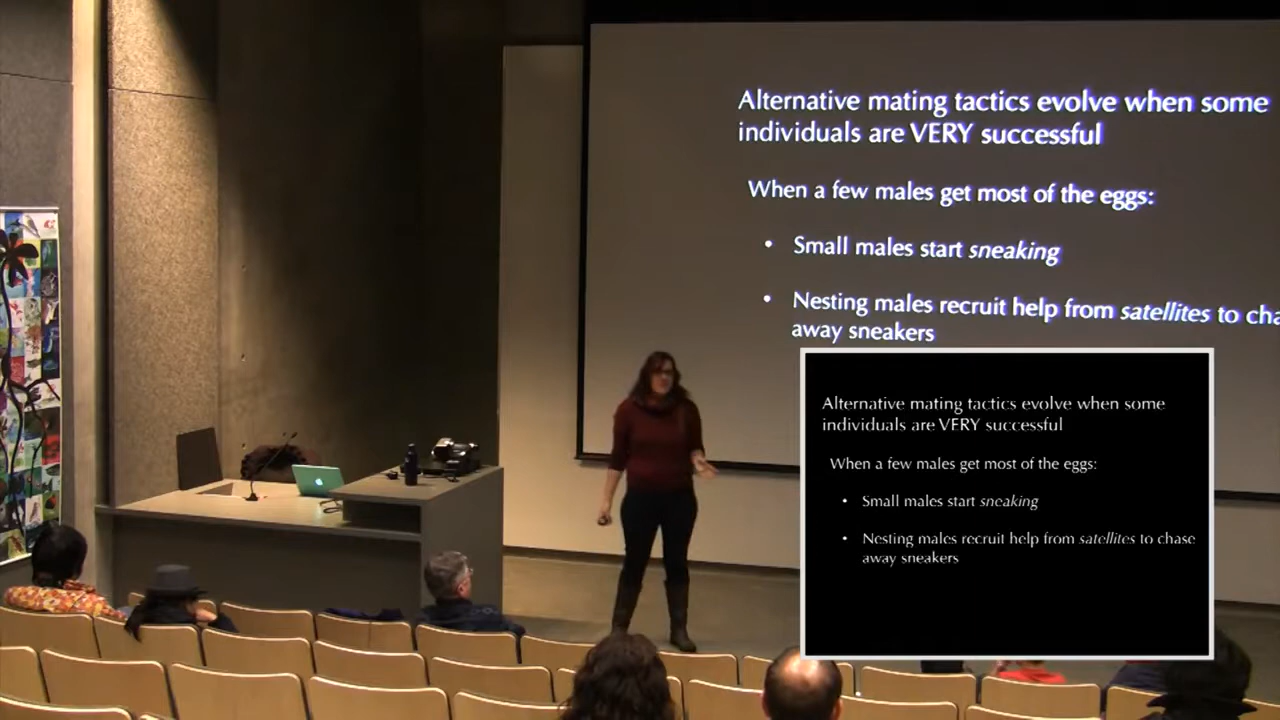 Alternative mating tactics evolve when some
individuals are VERY successful
When a few males get most of the eggs:
• Small males start sneaking
• Nesting males recruit help from satellites to cha
away sneakers
Alternative mating tactics evolve when some
individuals are VERY successful
When a few males get most of the eggs:
• Small males start sneaking
• Nesting males recruit help from satellites to chase
away sneakers